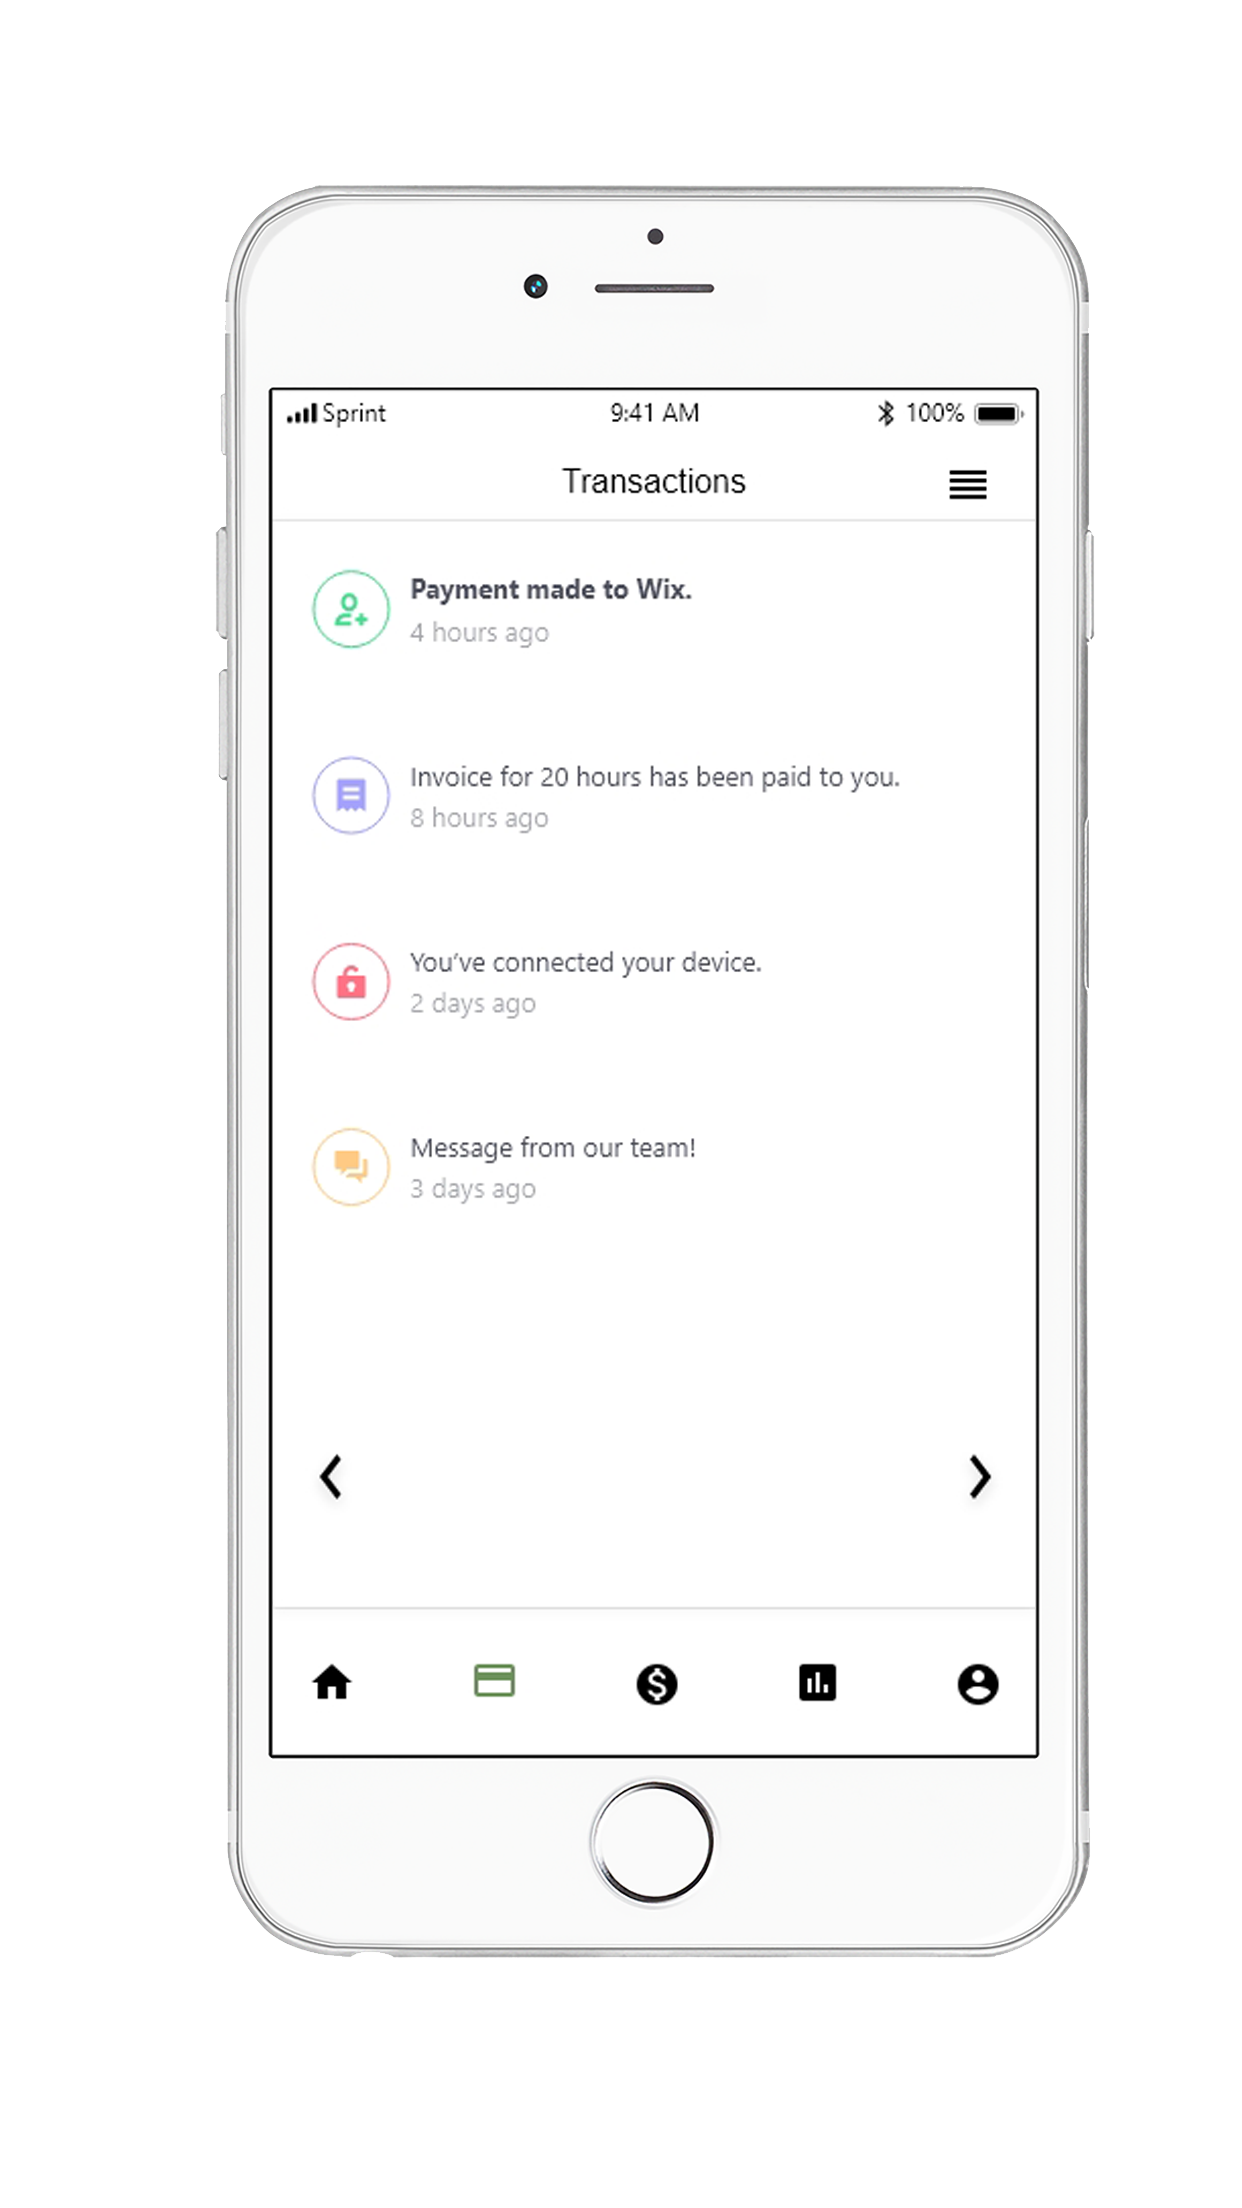 Sprint 9:41 AM 100%
Transactions
Payment made to Wix.
4 hours ago
Invoice for 20 hours has been paid to you.
8 hours ago
You've connected your device.
2 days ago
Message from our team!
3 days ago